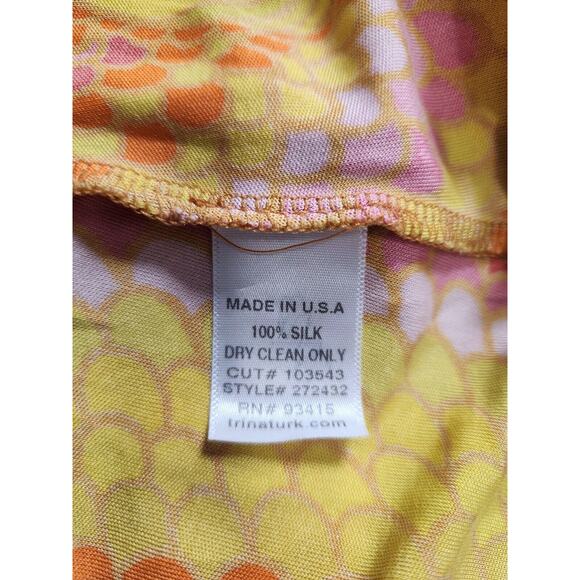 MADE IN U.S.A
100% SILK
DRY CLEAN ONLY
CUT# 103543
STYLE# 272432
RN# 93415
trinaturk.com